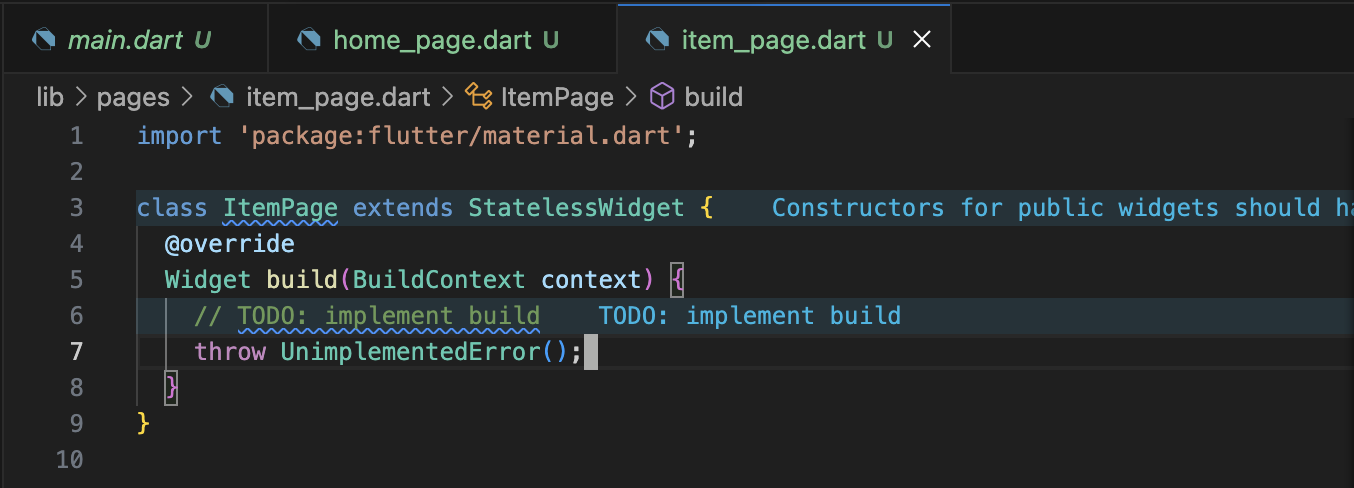 main.dart U home_page.dart U item_page.dart U
lib > pages > item_page.dart > ItemPage > build
1 import 'package:flutter/material.dart';
2
3 class ItemPage extends StatelessWidget { Constructors for public widgets should
4 @override
5 Widget build(BuildContext context) {
6 // TODO: implement build TODO: implement build
7 throw UnimplementedError();
8 }
9 }
10